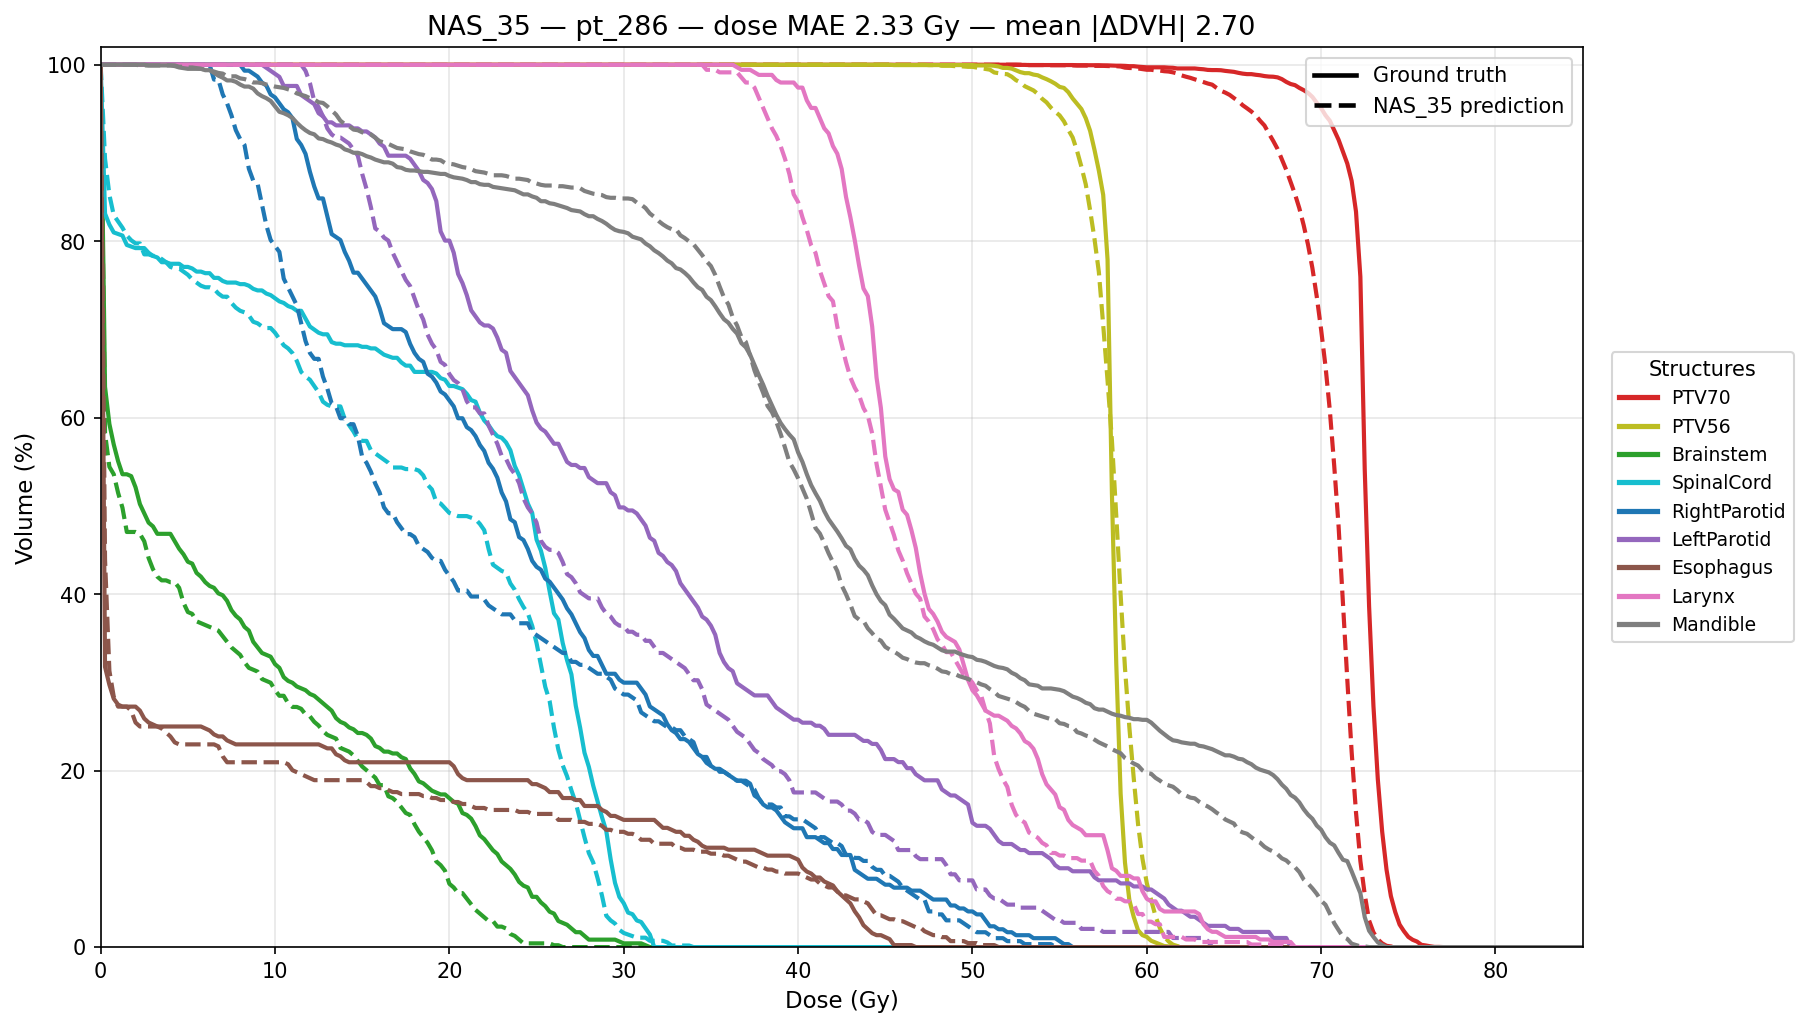 NAS_35 — pt_286 — dose MAE 2.33 Gy — mean |ΔDVH| 2.70
Ground truth
NAS_35 prediction
Volume (%)
100
80
60
40
20
0
0 10 20 30 40 50 60 70 80
Dose (Gy)
Structures
PTV70
PTV56
Brainstem
SpinalCord
RightParotid
LeftParotid
Esophagus
Larynx
Mandible